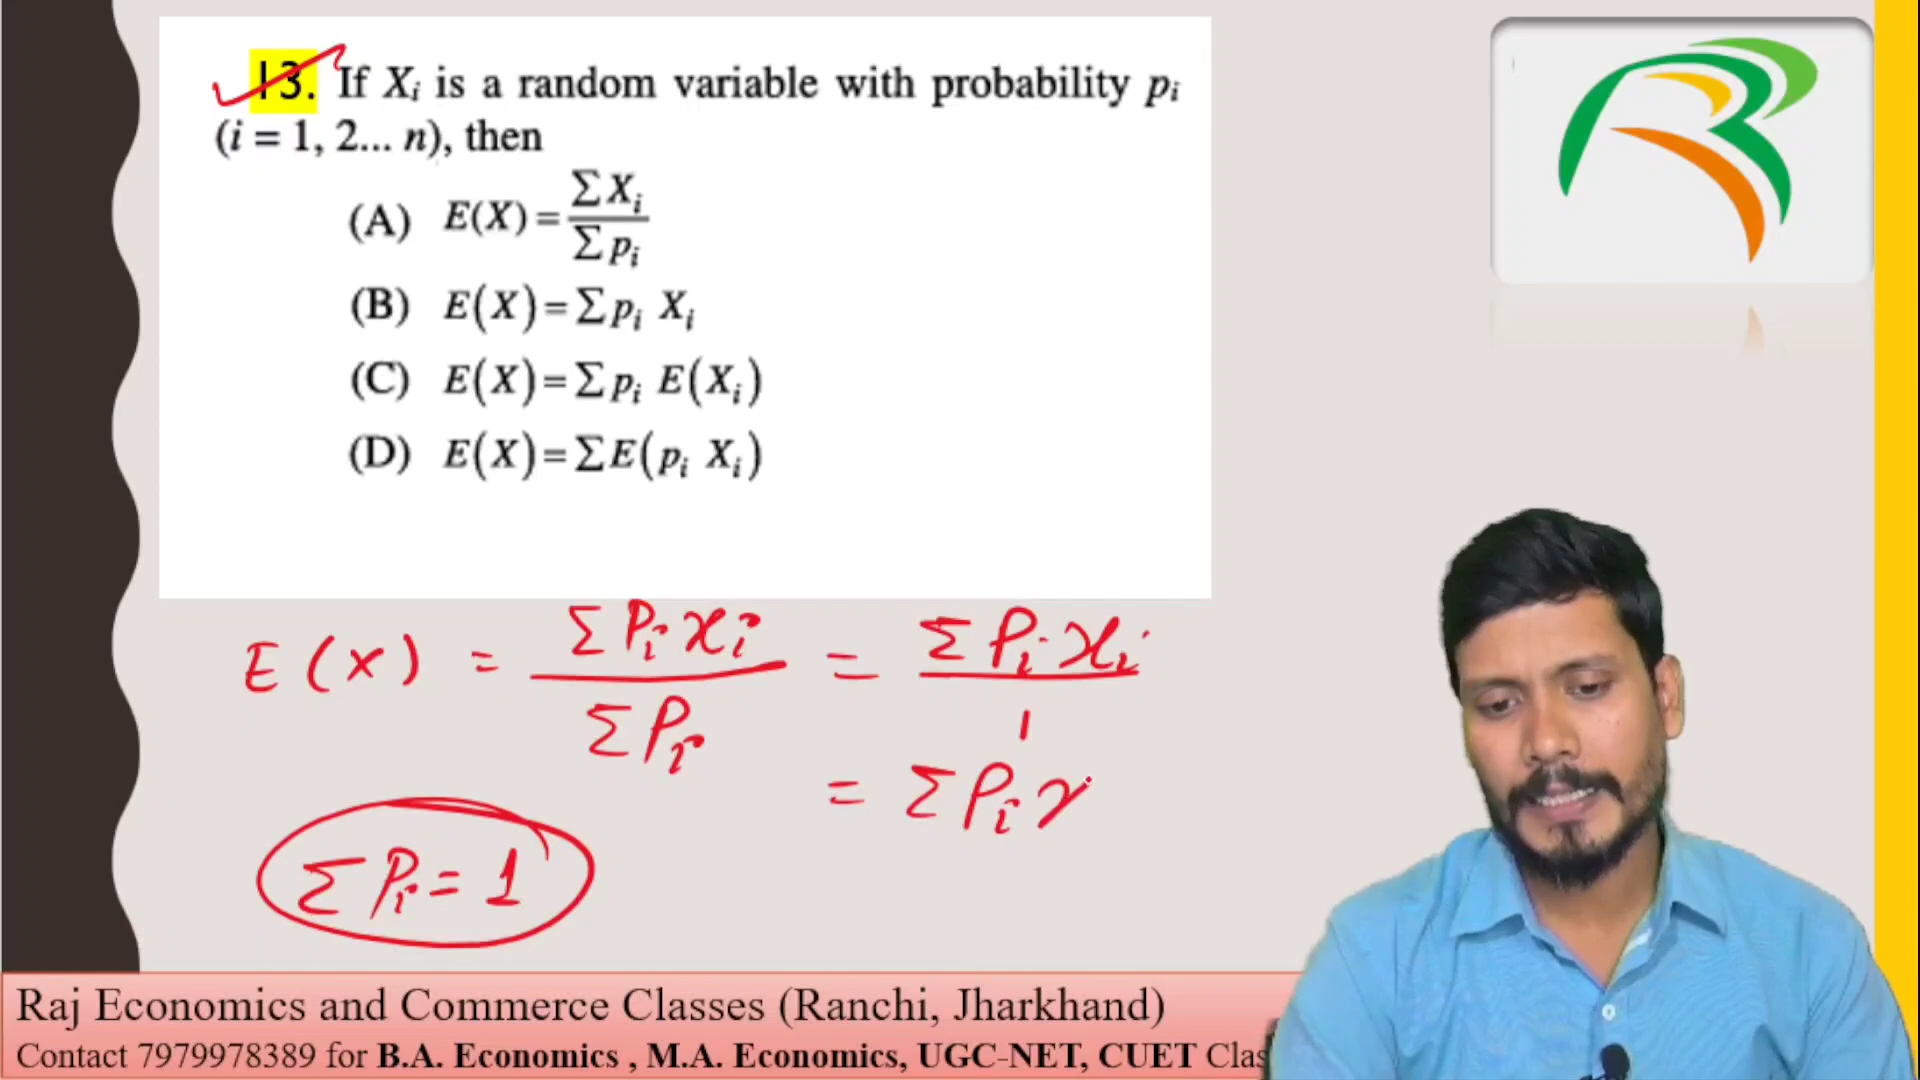 13. If Xᵢ is a random variable with probability pᵢ
(i = 1, 2... n), then
(A) E(X) = ΣXᵢ / Σpᵢ
(B) E(X) = Σpᵢ Xᵢ
(C) E(X) = Σpᵢ E(Xᵢ)
(D) E(X) = ΣE(pᵢ Xᵢ)
E(x) = ΣPᵢxᵢ / ΣPᵢ = ΣPᵢxᵢ / 1
= ΣPᵢx
ΣPᵢ = 1
Raj Economics and Commerce Classes (Ranchi, Jharkhand)
Contact 7979978389 for B.A. Economics , M.A. Economics, UGC-NET, CUET Clas